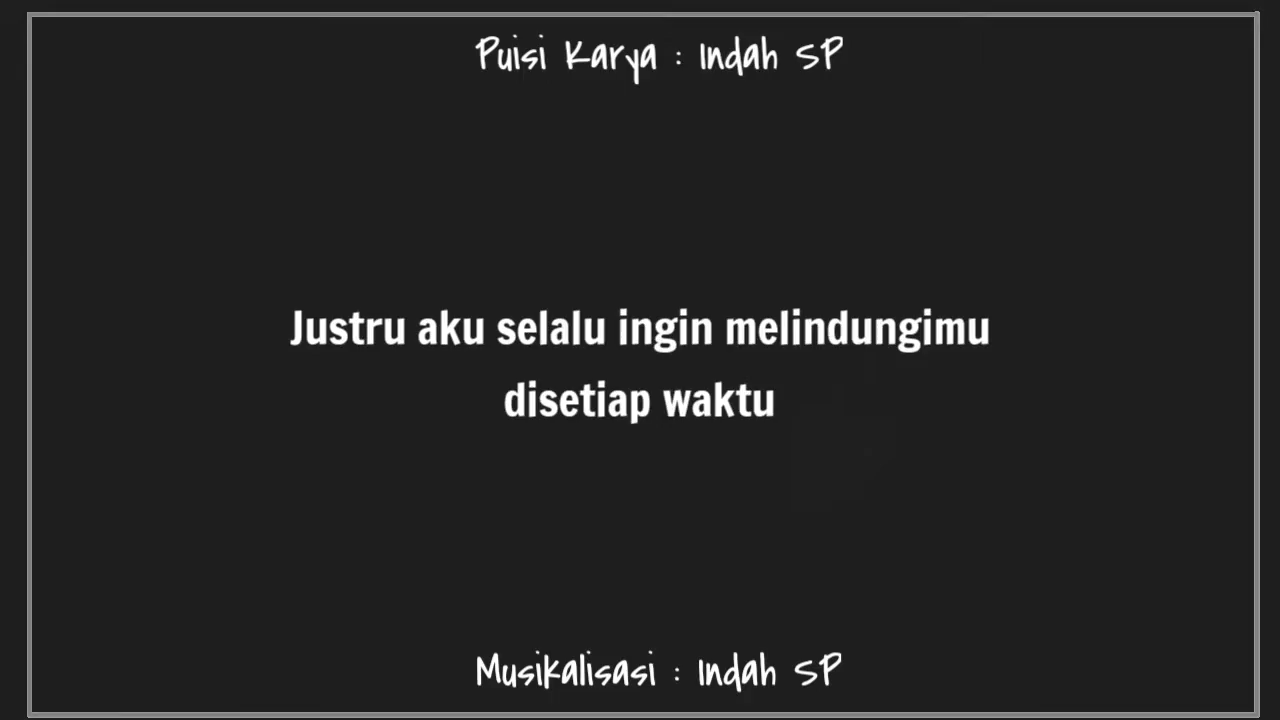 Puisi Karya : Indah SP
Justru aku selalu ingin melindungimu
disetiap waktu
Musikalisasi : Indah SP